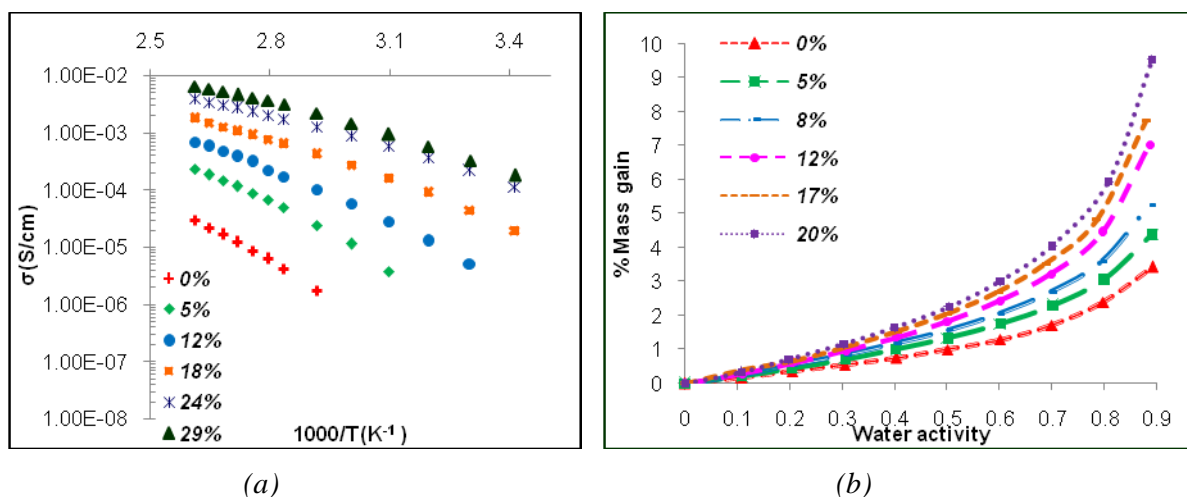 2.5 2.8 3.1 3.4
1.00E-02
1.00E-03
1.00E-04
1.00E-05
1.00E-06
1.00E-07
1.00E-08
σ(S/cm)
0%
5%
12%
18%
24%
29%
1000/T(K⁻¹)
(a)
10
9
8
7
6
5
4
3
2
1
0
% Mass gain
0%
5%
8%
12%
17%
20%
0 0.1 0.2 0.3 0.4 0.5 0.6 0.7 0.8 0.9
Water activity
(b)